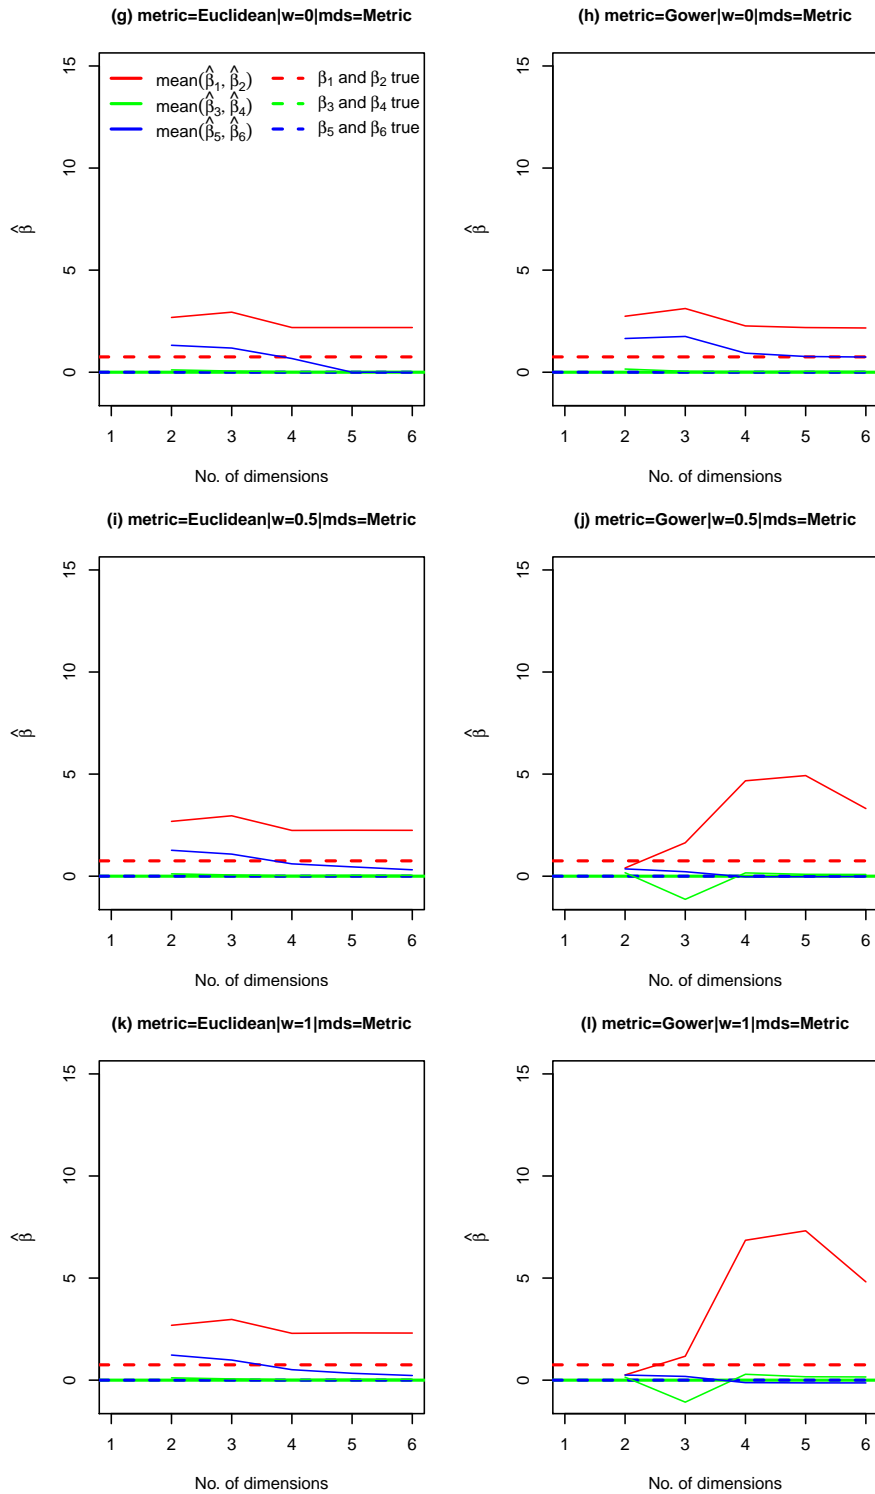 (g) metric=Euclidean|w=0|mds=Metric
15
10
5
0
β̂
mean(β̂₁, β̂₂)
β₁ and β₂ true
mean(β̂₃, β̂₄)
β₃ and β₄ true
mean(β̂₅, β̂₆)
β₅ and β₆ true
1 2 3 4 5 6
No. of dimensions
(h) metric=Gower|w=0|mds=Metric
15
10
5
0
β̂
1 2 3 4 5 6
No. of dimensions
(i) metric=Euclidean|w=0.5|mds=Metric
15
10
5
0
β̂
1 2 3 4 5 6
No. of dimensions
(j) metric=Gower|w=0.5|mds=Metric
15
10
5
0
β̂
1 2 3 4 5 6
No. of dimensions
(k) metric=Euclidean|w=1|mds=Metric
15
10
5
0
β̂
1 2 3 4 5 6
No. of dimensions
(l) metric=Gower|w=1|mds=Metric
15
10
5
0
β̂
1 2 3 4 5 6
No. of dimensions